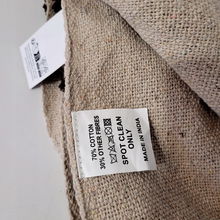 70% COTTON
30% OTHER FIBRES
SPOT CLEAN
ONLY
MADE IN INDIA